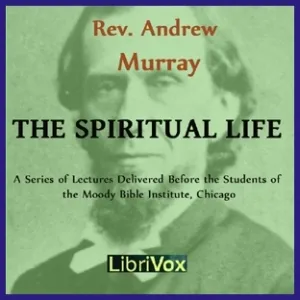 Rev. Andrew
Murray
THE SPIRITUAL LIFE
A Series of Lectures Delivered Before the Students of
the Moody Bible Institute, Chicago
LibriVox